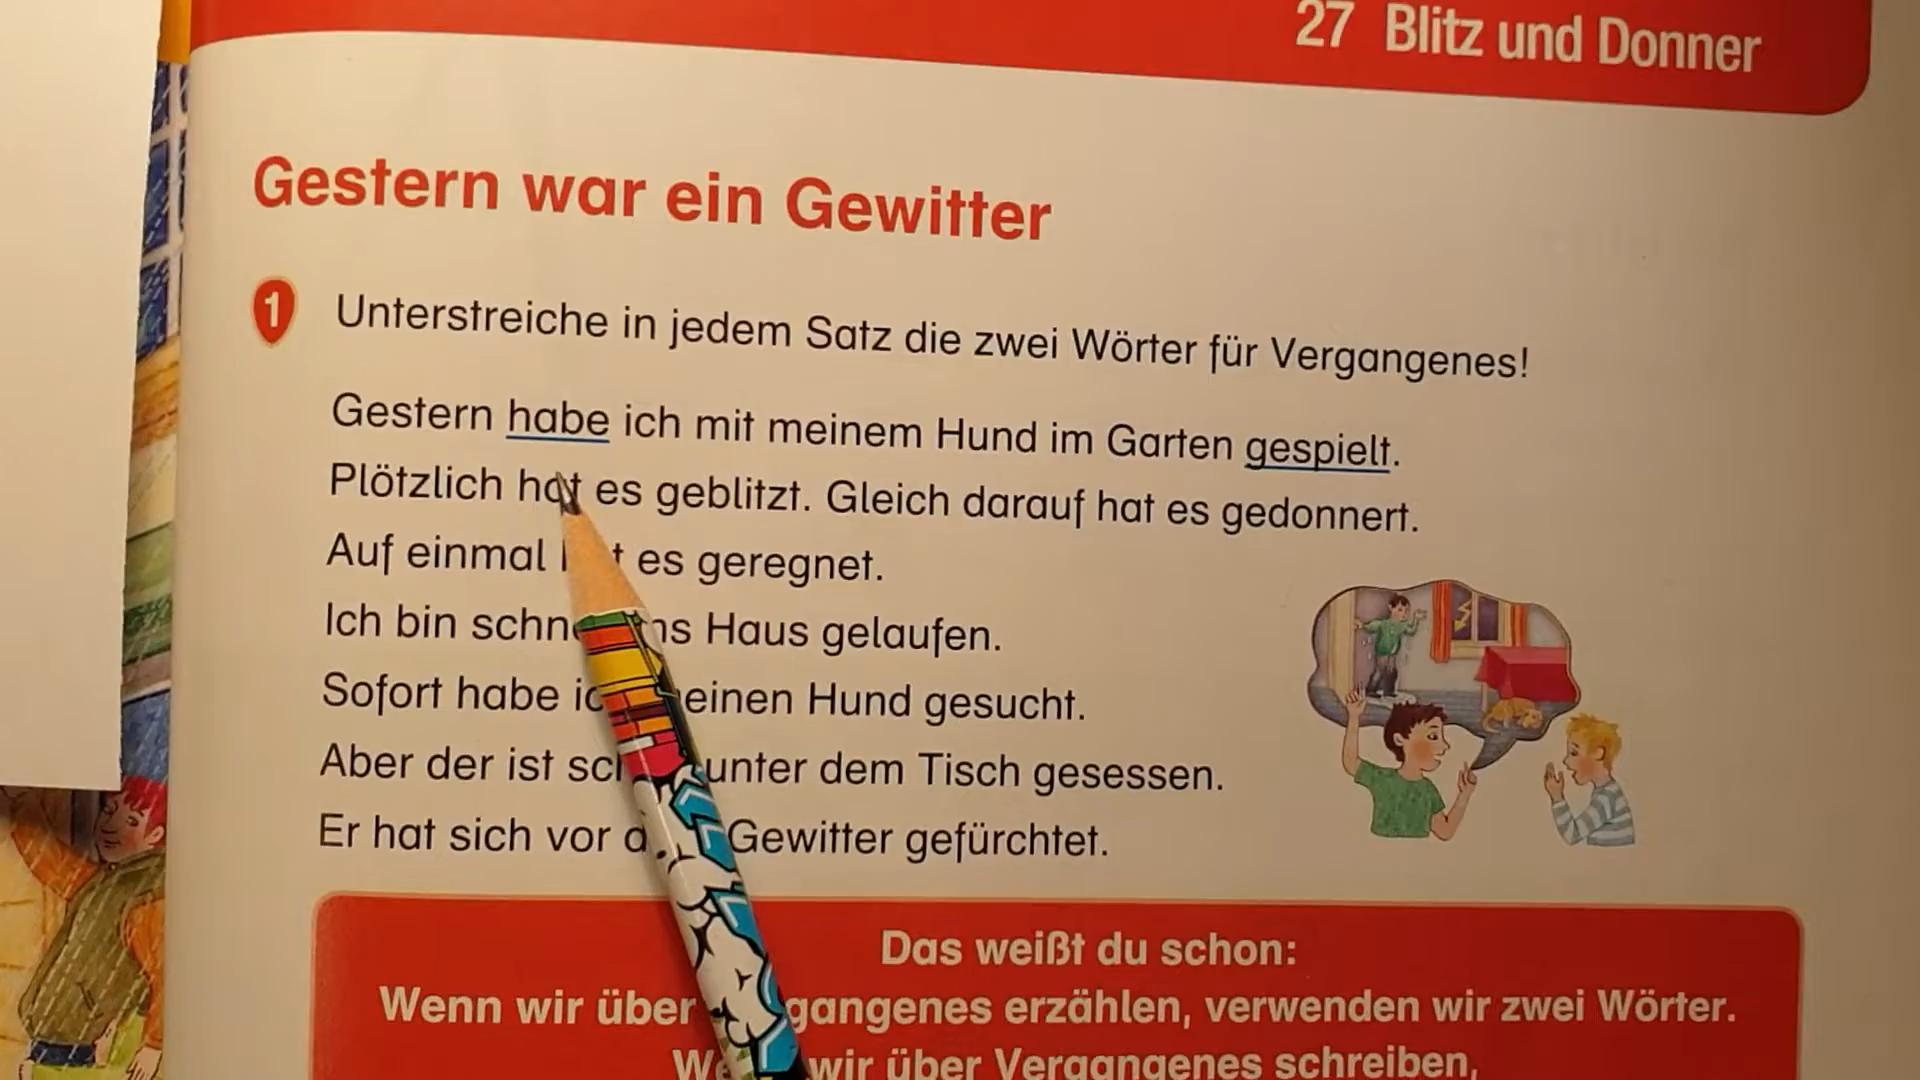 27 Blitz und Donner
Gestern war ein Gewitter
1 Unterstreiche in jedem Satz die zwei Wörter für Vergangenes!
Gestern habe ich mit meinem Hund im Garten gespielt.
Plötzlich hat es geblitzt. Gleich darauf hat es gedonnert.
Auf einmal es geregnet.
Ich bin Haus gelaufen.
Sofort habe Hund gesucht.
Aber der ist unter dem Tisch gesessen.
Er hat sich vor Gewitter gefürchtet.
Das weißt du schon:
Wenn wir über erzählen, verwenden wir zwei Wörter.
wir über Vergangenes schreiben,